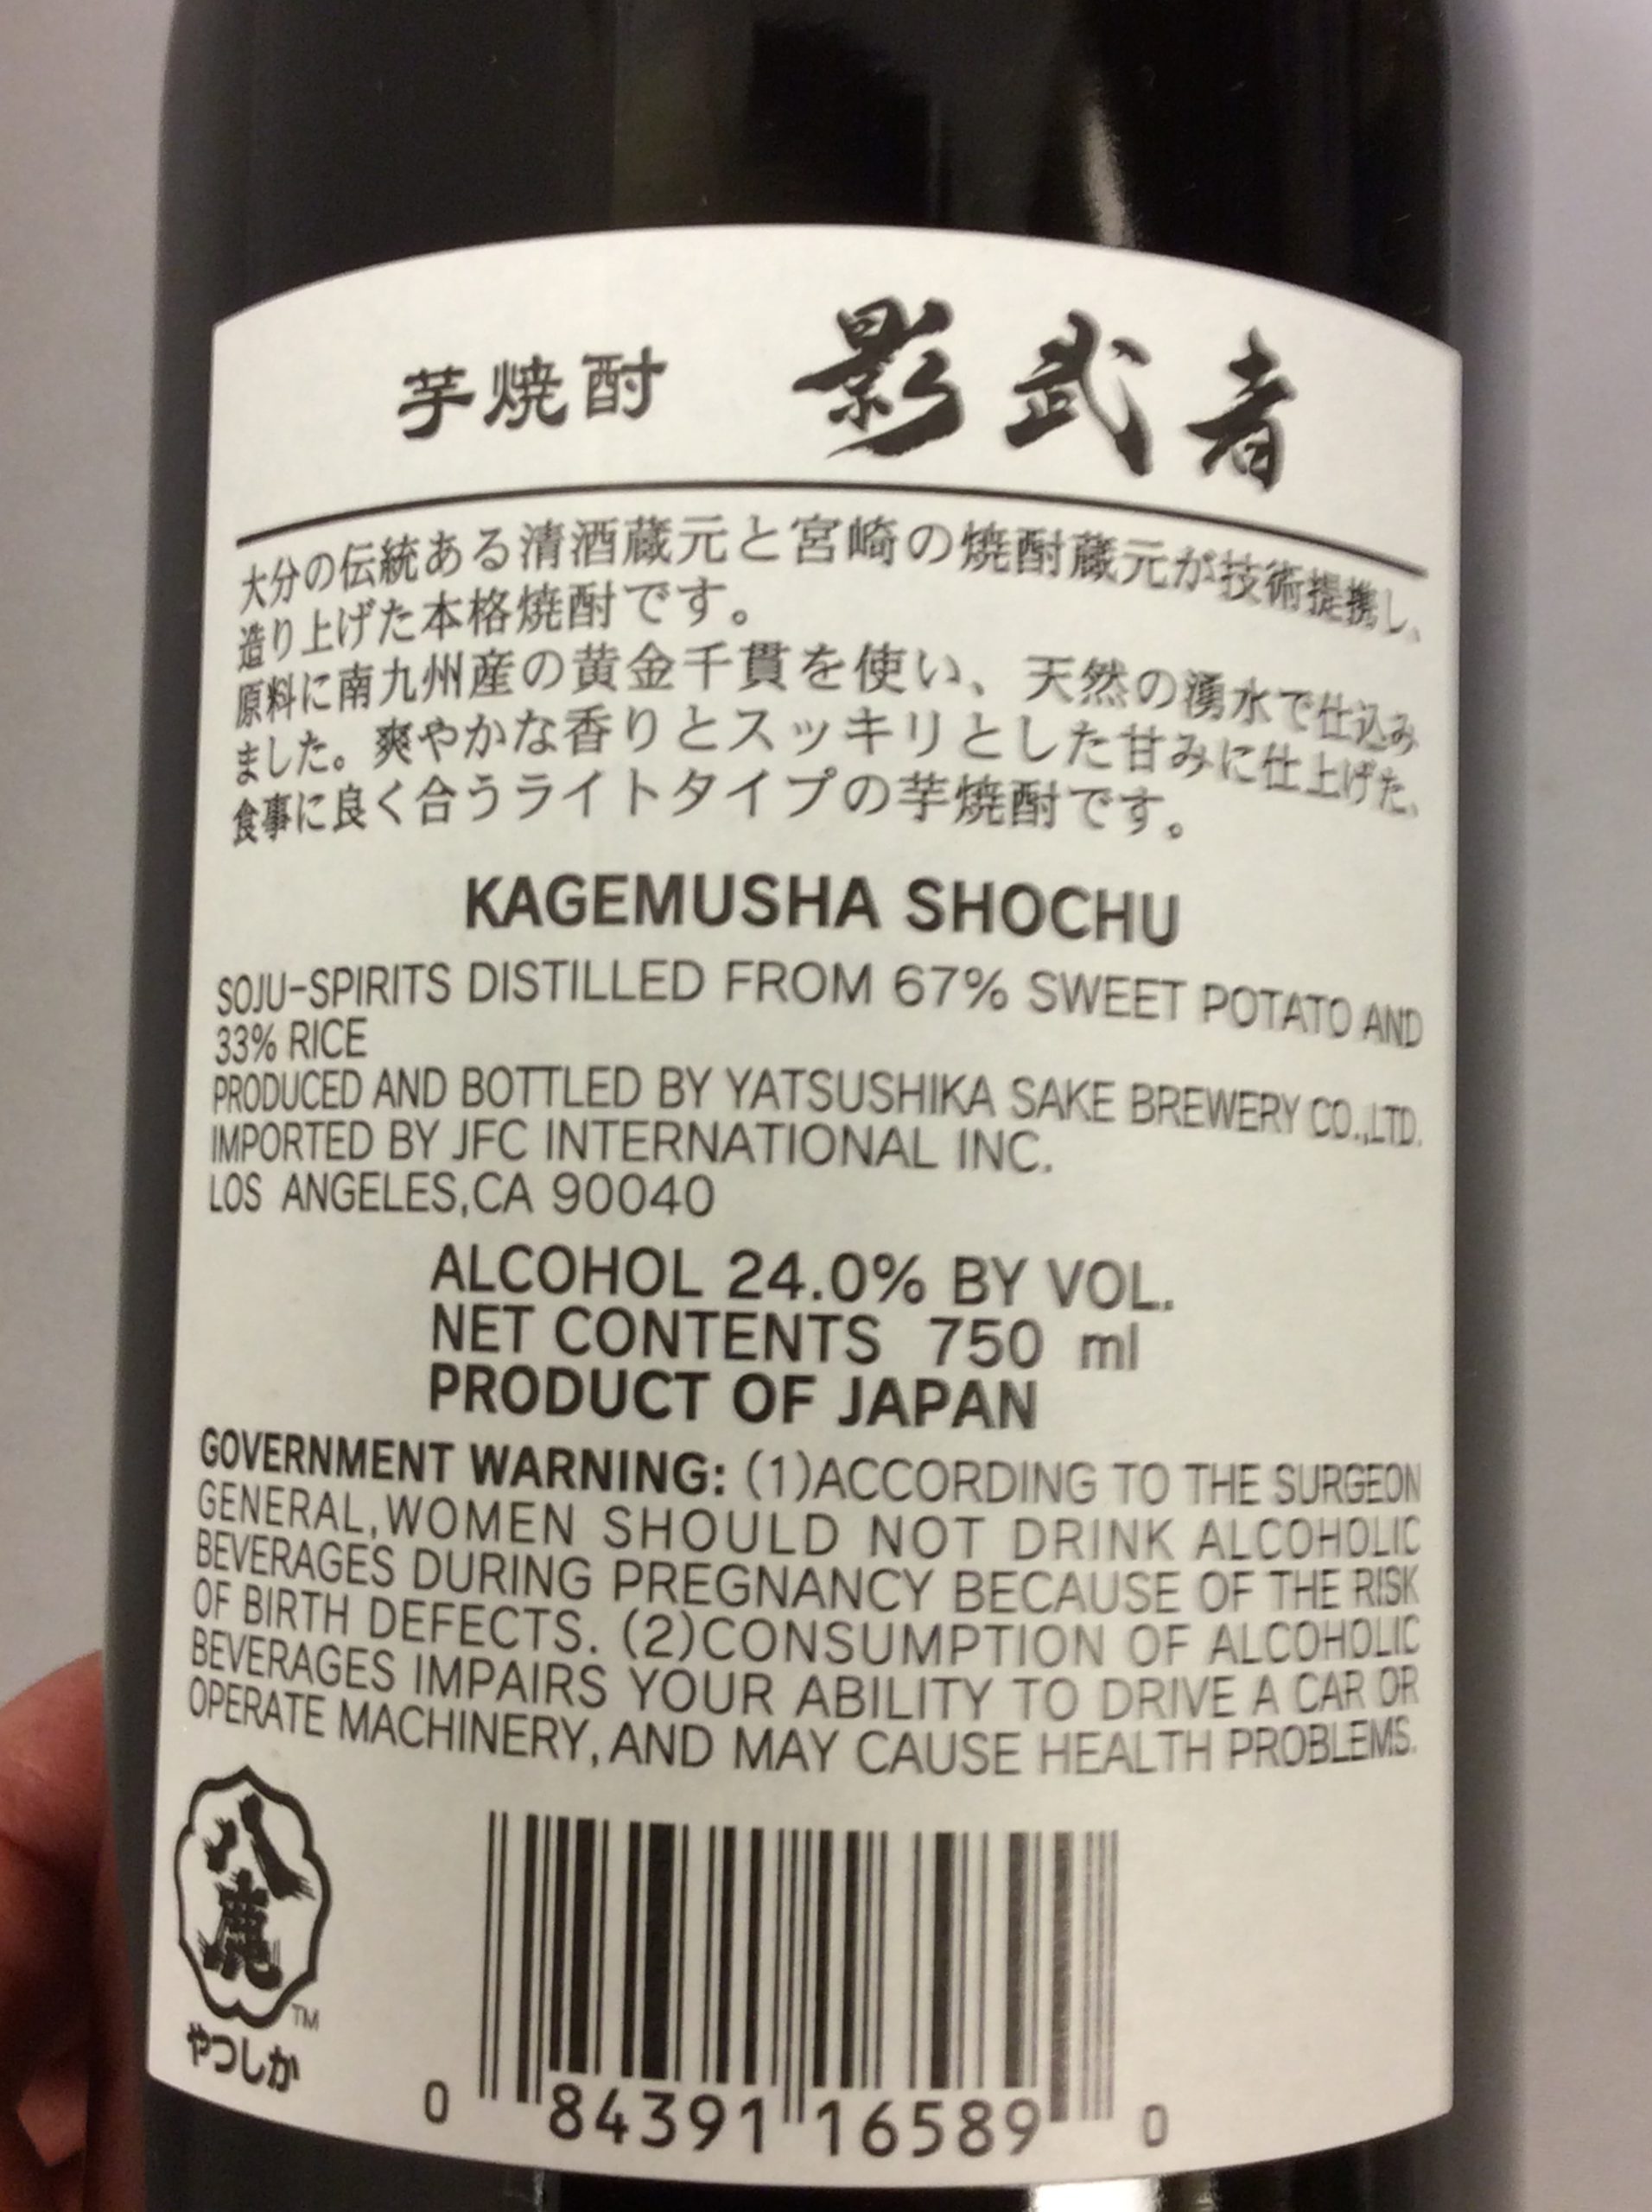 芋焼酎 影武者
大分の伝統ある清酒蔵元と宮崎の焼酎蔵元が技術提携し、
造り上げた本格焼酎です。
原料に南九州産の黄金千貫を使い、天然の湧水で仕込み
ました。爽やかな香りとスッキリとした甘みに仕上げた、
食事に良く合うライトタイプの芋焼酎です。
KAGEMUSHA SHOCHU
SOJU-SPIRITS DISTILLED FROM 67% SWEET POTATO AND
33% RICE
PRODUCED AND BOTTLED BY YATSUSHIKA SAKE BREWERY CO.,LTD.
IMPORTED BY JFC INTERNATIONAL INC.
LOS ANGELES,CA 90040
ALCOHOL 24.0% BY VOL.
NET CONTENTS 750 ml
PRODUCT OF JAPAN
GOVERNMENT WARNING: (1)ACCORDING TO THE SURGEON
GENERAL,WOMEN SHOULD NOT DRINK ALCOHOLIC
BEVERAGES DURING PREGNANCY BECAUSE OF THE RISK
OF BIRTH DEFECTS. (2)CONSUMPTION OF ALCOHOLIC
BEVERAGES IMPAIRS YOUR ABILITY TO DRIVE A CAR OR
OPERATE MACHINERY,AND MAY CAUSE HEALTH PROBLEMS.
八鹿
TM
やつしか
0 84391 16589 0